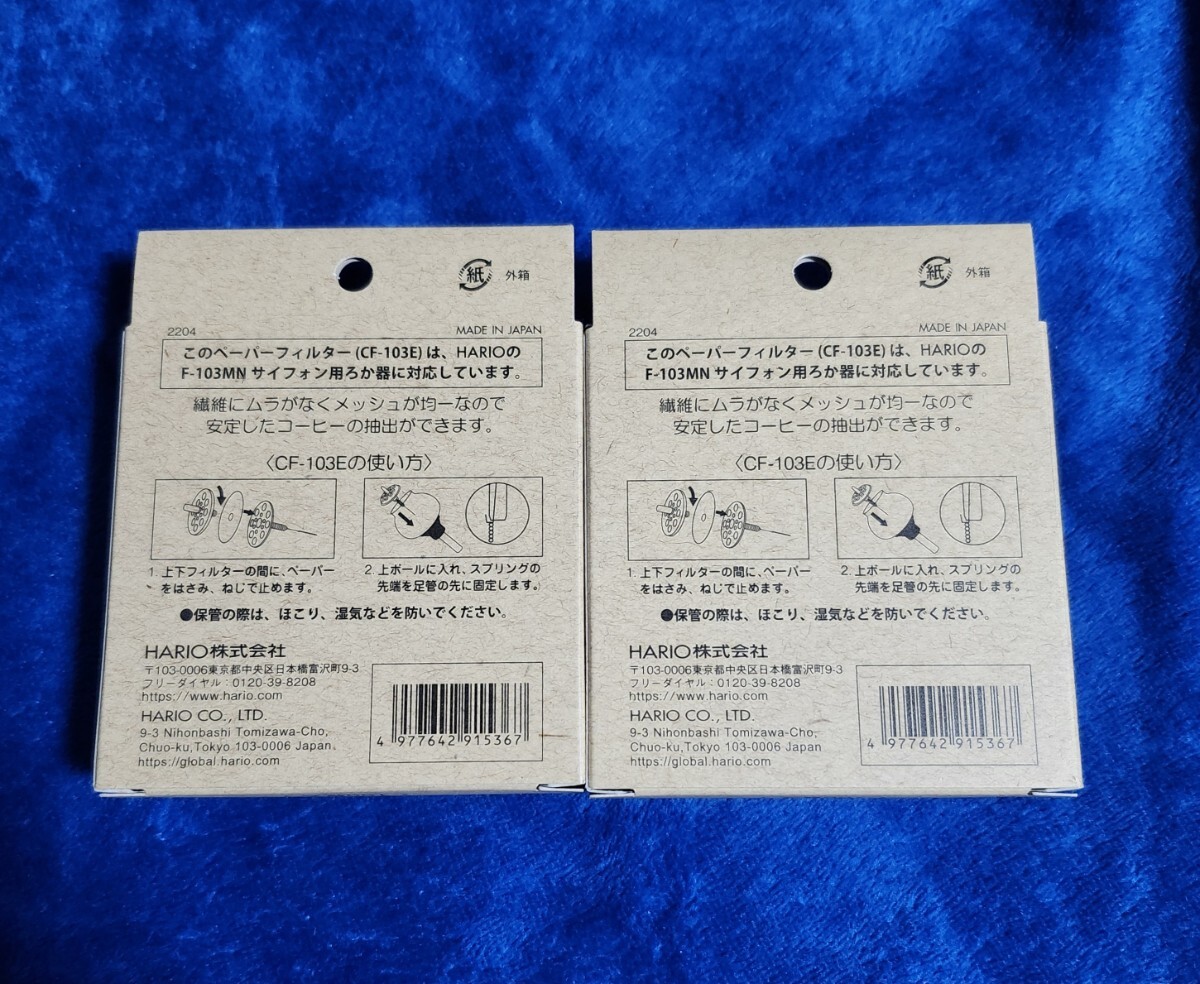 紙 外箱
2204 MADE IN JAPAN
このペーパーフィルター(CF-103E)は、HARIOの
F-103MN サイフォン用ろか器に対応しています。
繊維にムラがなくメッシュが均一なので
安定したコーヒーの抽出ができます。
〈CF-103Eの使い方〉
1. 上下フィルターの間に、ペーパー
をはさみ、ねじで止めます。
2. 上ボールに入れ、スプリングの
先端を足管の先に固定します。
●保管の際は、ほこり、湿気などを防いでください。
HARIO株式会社
〒103-0006東京都中央区日本橋富沢町9-3
フリーダイヤル:0120-39-8208
https://www.hario.com
HARIO CO., LTD.
9-3 Nihonbashi Tomizawa-Cho,
Chuo-ku,Tokyo 103-0006 Japan
https://global.hario.com
4 977642 915367
紙 外箱
2204 MADE IN JAPAN
このペーパーフィルター(CF-103E)は、HARIOの
F-103MN サイフォン用ろか器に対応しています。
繊維にムラがなくメッシュが均一なので
安定したコーヒーの抽出ができます。
〈CF-103Eの使い方〉
1. 上下フィルターの間に、ペーパー
をはさみ、ねじで止めます。
2. 上ボールに入れ、スプリングの
先端を足管の先に固定します。
●保管の際は、ほこり、湿気などを防いでください。
HARIO株式会社
〒103-0006東京都中央区日本橋富沢町9-3
フリーダイヤル:0120-39-8208
https://www.hario.com
HARIO CO., LTD.
9-3 Nihonbashi Tomizawa-Cho,
Chuo-ku,Tokyo 103-0006 Japan
https://global.hario.com
4 977642 915367